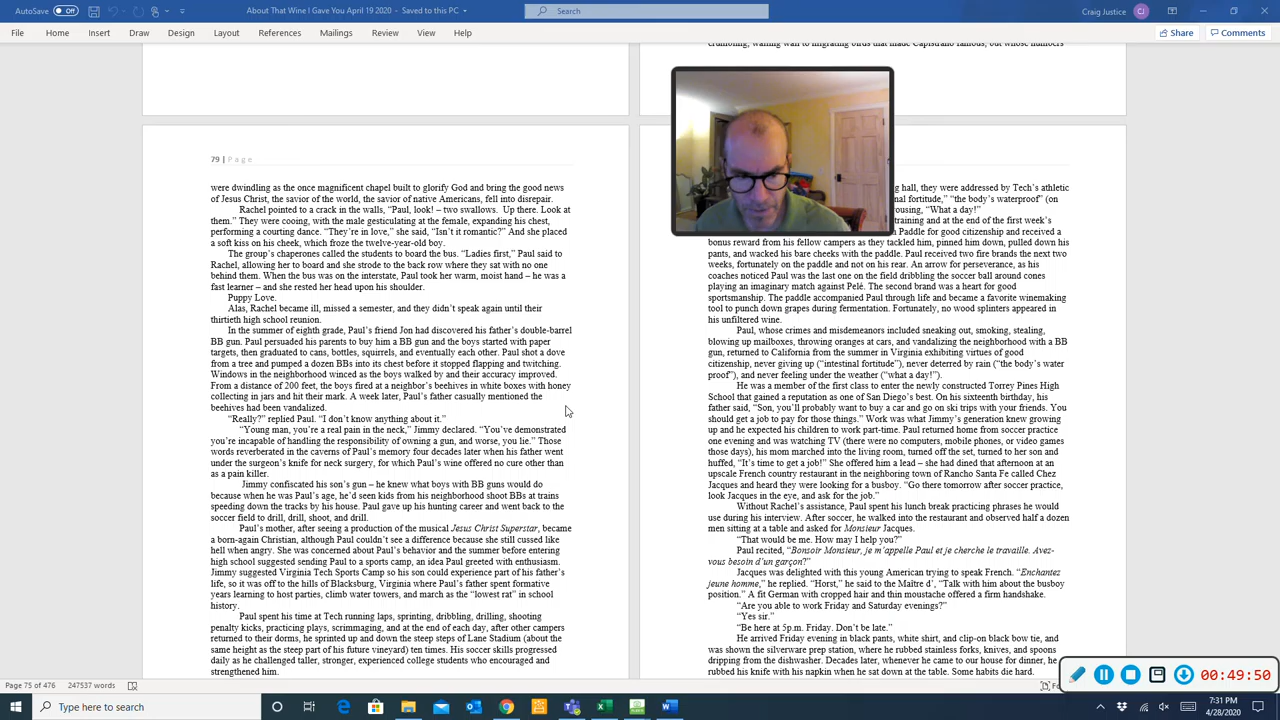 AutoSave Off
About That Wine I Gave You April 19 2020 - Saved to this PC
Search
Craig Justice
CJ
File Home Insert Draw Design Layout References Mailings Review View Help
Share Comments
crumbling, wailing wall to migrating birds that made Capistrano famous, but whose numbers
79 | Page
were dwindling as the once magnificent chapel built to glorify God and bring the good news
of Jesus Christ, the savior of the world, the savior of native Americans, fell into disrepair.
Rachel pointed to a crack in the walls, “Paul, look! – two swallows. Up there. Look at
them.” They were cooing, with the male gesticulating at the female, expanding his chest,
performing a courting dance. “They’re in love,” she said, “Isn’t it romantic?” And she placed
a soft kiss on his cheek, which froze the twelve-year-old boy.
The group’s chaperones called the students to board the bus. “Ladies first,” Paul said to
Rachel, allowing her to board and she strode to the back row where they sat with no one
behind them. When the bus was on the interstate, Paul took her warm, moist hand – he was a
fast learner – and she rested her head upon his shoulder.
Puppy Love.
Alas, Rachel became ill, missed a semester, and they didn’t speak again until their
thirtieth high school reunion.
In the summer of eighth grade, Paul’s friend Jon had discovered his father’s double-barrel
BB gun. Paul persuaded his parents to buy him a BB gun and the boys started with paper
targets, then graduated to cans, bottles, squirrels, and eventually each other. Paul shot a dove
from a tree and pumped a dozen BBs into its chest before it stopped flapping and twitching.
Windows in the neighborhood winced as the boys walked by and their accuracy improved.
From a distance of 200 feet, the boys fired at a neighbor’s beehives in white boxes with honey
collecting in jars and hit their mark. A week later, Paul’s father casually mentioned the
beehives had been vandalized.
“Really?” replied Paul. “I don’t know anything about it.”
“Young man, you’re a real pain in the neck,” Jimmy declared. “You’ve demonstrated
you’re incapable of handling the responsibility of owning a gun, and worse, you lie.” Those
words reverberated in the caverns of Paul’s memory four decades later when his father went
under the surgeon’s knife for neck surgery, for which Paul’s wine offered no cure other than
as a pain killer.
Jimmy confiscated his son’s gun – he knew what boys with BB guns would do
because when he was Paul’s age, he’d seen kids from his neighborhood shoot BBs at trains
speeding down the tracks by his house. Paul gave up his hunting career and went back to the
soccer field to drill, drill, shoot, and drill.
Paul’s mother, after seeing a production of the musical Jesus Christ Superstar, became
a born-again Christian, although Paul couldn’t see a difference because she still cussed like
hell when angry. She was concerned about Paul’s behavior and the summer before entering
high school suggested sending Paul to a sports camp, an idea Paul greeted with enthusiasm.
Jimmy suggested Virginia Tech Sports Camp so his son could experience part of his father’s
life, so it was off to the hills of Blacksburg, Virginia where Paul’s father spent formative
years learning to host parties, climb water towers, and march as the “lowest rat” in school
history.
Paul spent his time at Tech running laps, sprinting, dribbling, drilling, shooting
penalty kicks, practicing plays, scrimmaging, and at the end of each day, after other campers
returned to their dorms, he sprinted up and down the steep steps of Lane Stadium (about the
same height as the steep part of his future vineyard) ten times. His soccer skills progressed
daily as he challenged taller, stronger, experienced college students who encouraged and
strengthened him.
g hall, they were addressed by Tech’s athletic
nal fortitude,” “the body’s waterproof” (on
rousing, “What a day!”
training and at the end of the first week’s
n Paddle for good citizenship and received a
bonus reward from his fellow campers as they tackled him, pinned him down, pulled down his
pants, and wacked his bare cheeks with the paddle. Paul received two fire brands the next two
weeks, fortunately on the paddle and not on his rear. An arrow for perseverance, as his
coaches noticed Paul was the last one on the field dribbling the soccer ball around cones
playing an imaginary match against Pelé. The second brand was a heart for good
sportsmanship. The paddle accompanied Paul through life and became a favorite winemaking
tool to punch down grapes during fermentation. Fortunately, no wood splinters appeared in
his unfiltered wine.
Paul, whose crimes and misdemeanors included sneaking out, smoking, stealing,
blowing up mailboxes, throwing oranges at cars, and vandalizing the neighborhood with a BB
gun, returned to California from the summer in Virginia exhibiting virtues of good
citizenship, never giving up (“intestinal fortitude”), never deterred by rain (“the body’s water
proof”), and never feeling under the weather (“what a day!”).
He was a member of the first class to enter the newly constructed Torrey Pines High
School that gained a reputation as one of San Diego’s best. On his sixteenth birthday, his
father said, “Son, you’ll probably want to buy a car and go on ski trips with your friends. You
should get a job to pay for those things.” Work was what Jimmy’s generation knew growing
up and he expected his children to work part-time. Paul returned home from soccer practice
one evening and was watching TV (there were no computers, mobile phones, or video games
those days), his mom marched into the living room, turned off the set, turned to her son and
huffed, “It’s time to get a job!” She offered him a lead – she had dined that afternoon at an
upscale French country restaurant in the neighboring town of Rancho Santa Fe called Chez
Jacques and heard they were looking for a busboy. “Go there tomorrow after soccer practice,
look Jacques in the eye, and ask for the job.”
Without Rachel’s assistance, Paul spent his lunch break practicing phrases he would
use during his interview. After soccer, he walked into the restaurant and observed half a dozen
men sitting at a table and asked for Monsieur Jacques.
“That would be me. How may I help you?”
Paul recited, “Bonsoir Monsieur, je m’appelle Paul et je cherche le travaille. Avez-
vous besoin d’un garçon?”
Jacques was delighted with this young American trying to speak French. “Enchantez
jeune homme,” he replied. “Horst,” he said to the Maître d’, “Talk with him about the busboy
position.” A fit German with cropped hair and thin moustache offered a firm handshake.
“Are you able to work Friday and Saturday evenings?”
“Yes sir.”
“Be here at 5p.m. Friday. Don’t be late.”
He arrived Friday evening in black pants, white shirt, and clip-on black bow tie, and
was shown the silverware prep station, where he rubbed stainless forks, knives, and spoons
dripping from the dishwasher. Decades later, whenever he came to our house for dinner, he
rubbed his knife with his napkin when he sat down at the table. Some habits die hard.
Page 75 of 476 247537 words
00:49:50
Type here to search
7:31 PM
4/28/2020